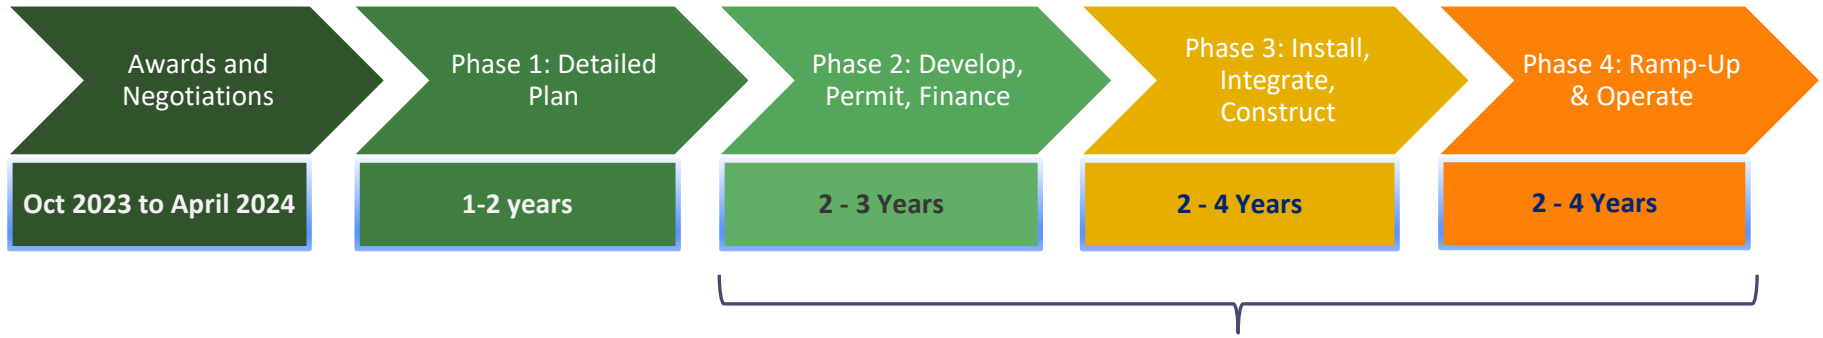 Awards and
Negotiations
Phase 1: Detailed
Plan
Phase 2: Develop,
Permit, Finance
Phase 3: Install,
Integrate,
Construct
Phase 4: Ramp-Up
& Operate
Oct 2023 to April 2024
1-2 years
2 - 3 Years
2 - 4 Years
2 - 4 Years